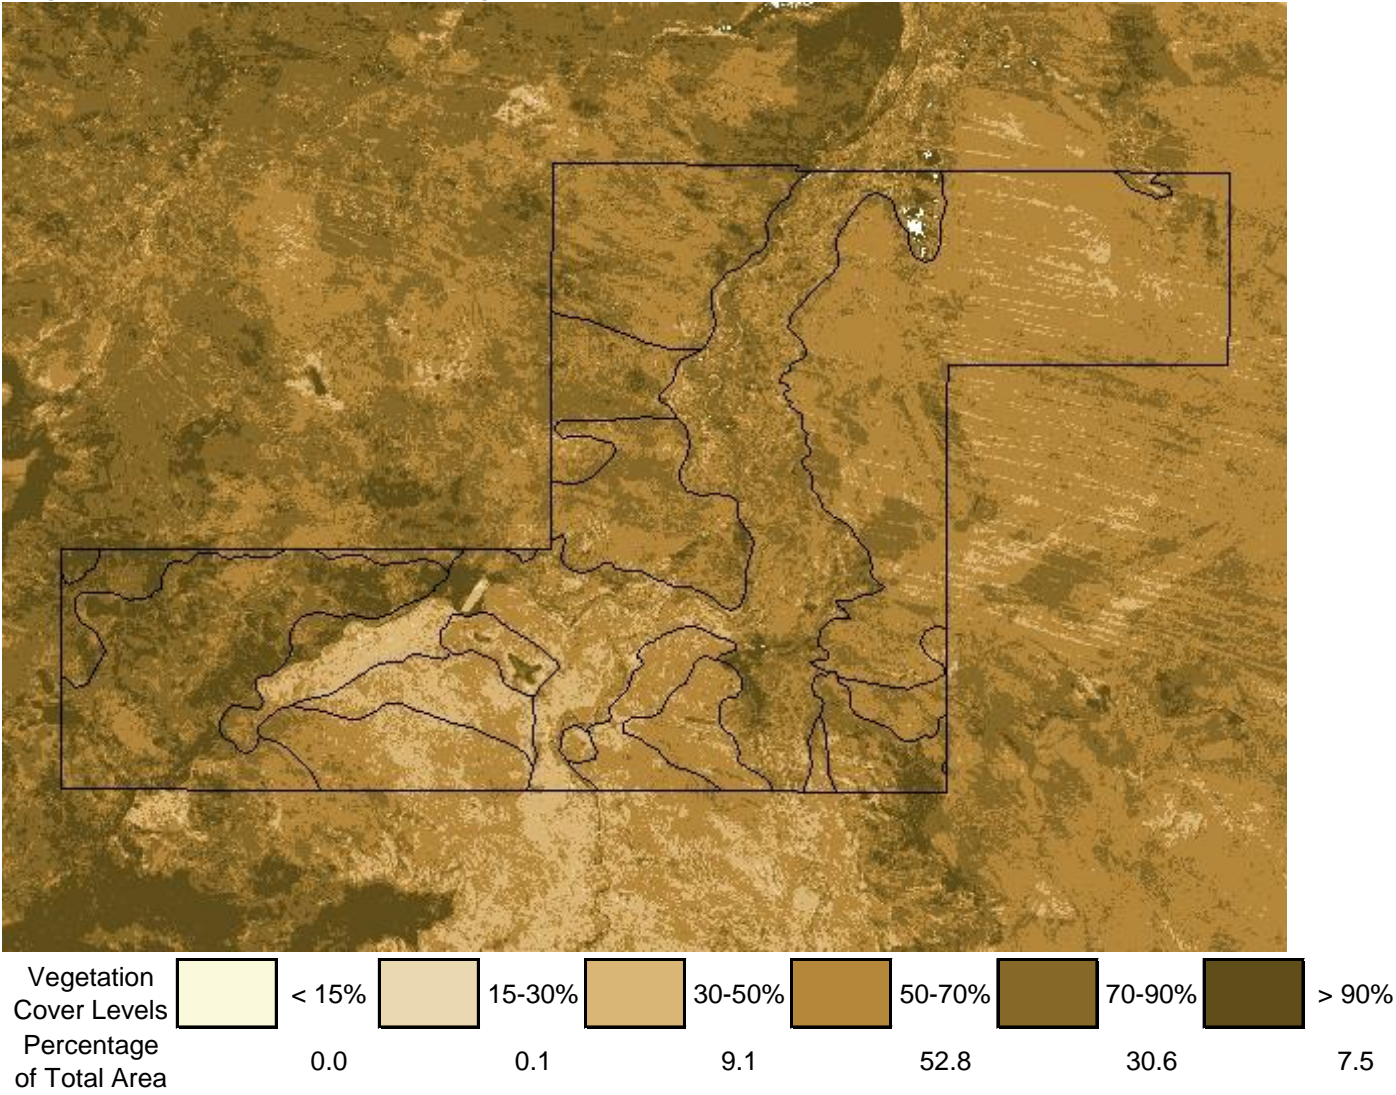 Vegetation
Cover Levels
< 15% 15-30% 30-50% 50-70% 70-90% > 90%
Percentage
of Total Area
0.0 0.1 9.1 52.8 30.6 7.5